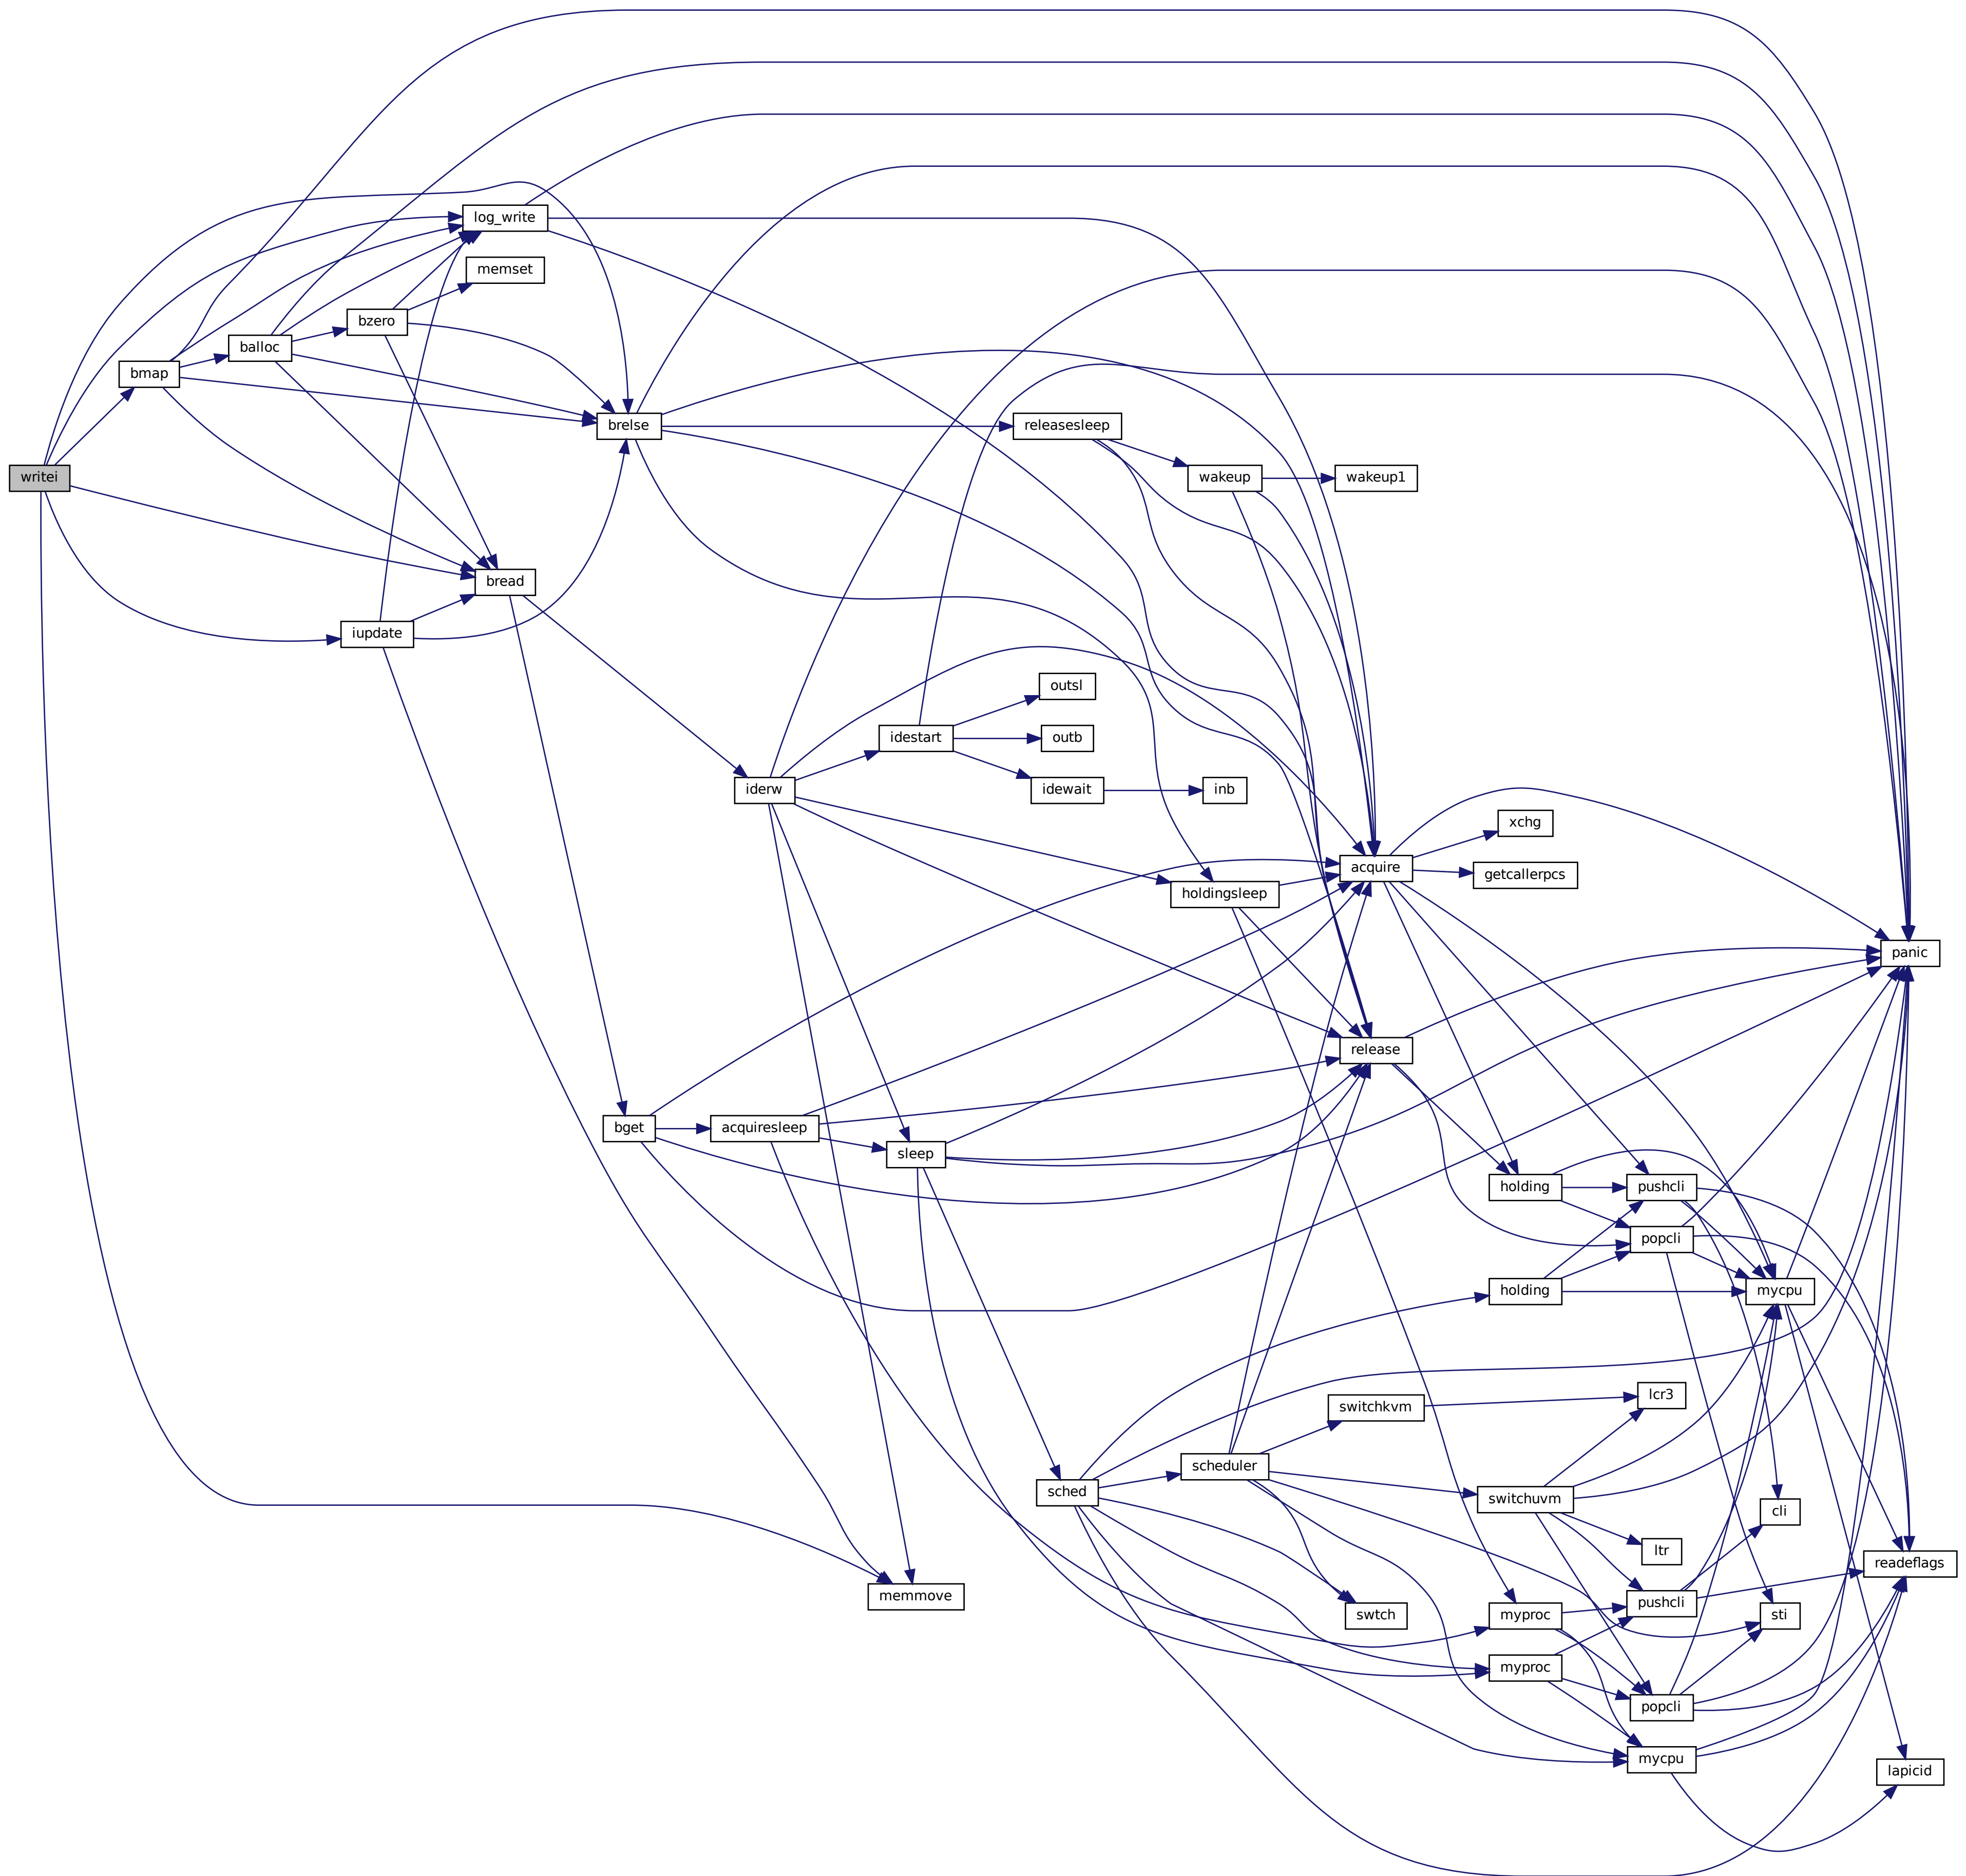 log_write
memset
bzero
balloc
bmap
brelse
releasesleep
writei
wakeup
wakeup1
bread
iupdate
outsl
idestart
outb
iderw
idewait
inb
xchg
acquire
getcallerpcs
holdingsleep
panic
release
bget
acquiresleep
sleep
holding
pushcli
popcli
holding
mycpu
lcr3
switchkvm
scheduler
sched
switchuvm
cli
ltr
readeflags
memmove
pushcli
myproc
swtch
sti
myproc
popcli
mycpu
lapicid